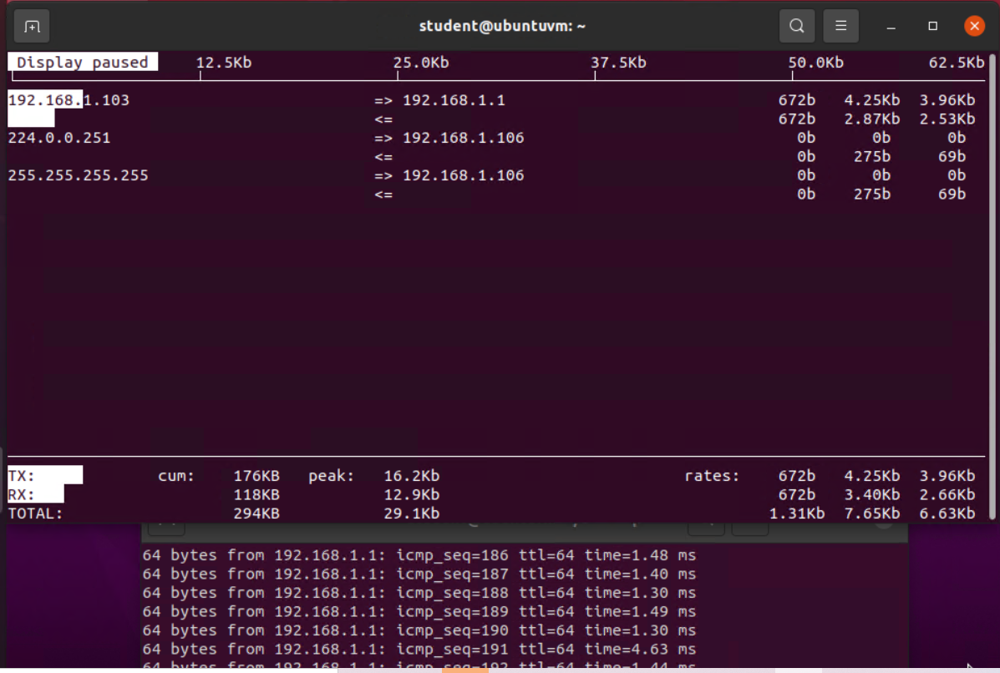 student@ubuntuvm: ~
Display paused 12.5Kb 25.0Kb 37.5Kb 50.0Kb 62.5Kb
192.168.1.103 => 192.168.1.1 672b 4.25Kb 3.96Kb
<= 672b 2.87Kb 2.53Kb
224.0.0.251 => 192.168.1.106 0b 0b 0b
<= 0b 275b 69b
255.255.255.255 => 192.168.1.106 0b 0b 0b
<= 0b 275b 69b
TX: cum: 176KB peak: 16.2Kb rates: 672b 4.25Kb 3.96Kb
RX: 118KB 12.9Kb 672b 3.40Kb 2.66Kb
TOTAL: 294KB 29.1Kb 1.31Kb 7.65Kb 6.63Kb
64 bytes from 192.168.1.1: icmp_seq=186 ttl=64 time=1.48 ms
64 bytes from 192.168.1.1: icmp_seq=187 ttl=64 time=1.40 ms
64 bytes from 192.168.1.1: icmp_seq=188 ttl=64 time=1.30 ms
64 bytes from 192.168.1.1: icmp_seq=189 ttl=64 time=1.49 ms
64 bytes from 192.168.1.1: icmp_seq=190 ttl=64 time=1.30 ms
64 bytes from 192.168.1.1: icmp_seq=191 ttl=64 time=4.63 ms
64 bytes from 192.168.1.1: icmp_seq=192 ttl=64 time=1.44 ms